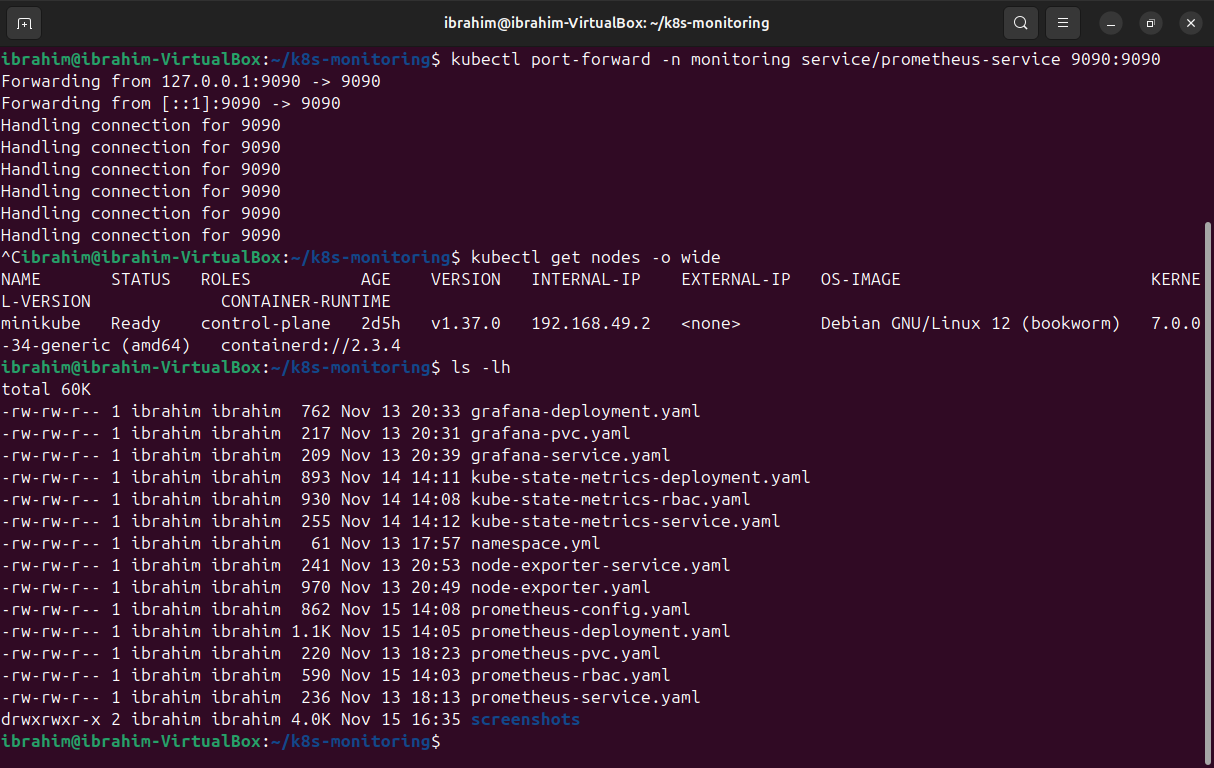 ibrahim@ibrahim-VirtualBox: ~/k8s-monitoring
ibrahim@ibrahim-VirtualBox:~/k8s-monitoring$ kubectl port-forward -n monitoring service/prometheus-service 9090:9090
Forwarding from 127.0.0.1:9090 -> 9090
Forwarding from [::1]:9090 -> 9090
Handling connection for 9090
Handling connection for 9090
Handling connection for 9090
Handling connection for 9090
Handling connection for 9090
Handling connection for 9090
^Cibrahim@ibrahim-VirtualBox:~/k8s-monitoring$ kubectl get nodes -o wide
NAME       STATUS   ROLES           AGE    VERSION   INTERNAL-IP    EXTERNAL-IP   OS-IMAGE                         KERNE
L-VERSION             CONTAINER-RUNTIME
minikube   Ready    control-plane   2d5h   v1.37.0   192.168.49.2   <none>        Debian GNU/Linux 12 (bookworm)   7.0.0
-34-generic (amd64)   containerd://2.3.4
ibrahim@ibrahim-VirtualBox:~/k8s-monitoring$ ls -lh
total 60K
-rw-rw-r-- 1 ibrahim ibrahim  762 Nov 13 20:33 grafana-deployment.yaml
-rw-rw-r-- 1 ibrahim ibrahim  217 Nov 13 20:31 grafana-pvc.yaml
-rw-rw-r-- 1 ibrahim ibrahim  209 Nov 13 20:39 grafana-service.yaml
-rw-rw-r-- 1 ibrahim ibrahim  893 Nov 14 14:11 kube-state-metrics-deployment.yaml
-rw-rw-r-- 1 ibrahim ibrahim  930 Nov 14 14:08 kube-state-metrics-rbac.yaml
-rw-rw-r-- 1 ibrahim ibrahim  255 Nov 14 14:12 kube-state-metrics-service.yaml
-rw-rw-r-- 1 ibrahim ibrahim   61 Nov 13 17:57 namespace.yml
-rw-rw-r-- 1 ibrahim ibrahim  241 Nov 13 20:53 node-exporter-service.yaml
-rw-rw-r-- 1 ibrahim ibrahim  970 Nov 13 20:49 node-exporter.yaml
-rw-rw-r-- 1 ibrahim ibrahim  862 Nov 15 14:08 prometheus-config.yaml
-rw-rw-r-- 1 ibrahim ibrahim 1.1K Nov 15 14:05 prometheus-deployment.yaml
-rw-rw-r-- 1 ibrahim ibrahim  220 Nov 13 18:23 prometheus-pvc.yaml
-rw-rw-r-- 1 ibrahim ibrahim  590 Nov 15 14:03 prometheus-rbac.yaml
-rw-rw-r-- 1 ibrahim ibrahim  236 Nov 13 18:13 prometheus-service.yaml
drwxrwxr-x 2 ibrahim ibrahim 4.0K Nov 15 16:35 screenshots
ibrahim@ibrahim-VirtualBox:~/k8s-monitoring$